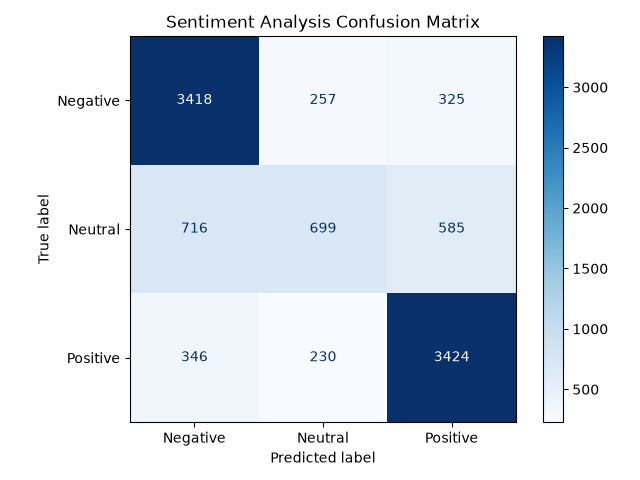 Sentiment Analysis Confusion Matrix
True label
Negative 3418 257 325
Neutral 716 699 585
Positive 346 230 3424
Negative Neutral Positive
Predicted label
3000
2500
2000
1500
1000
500